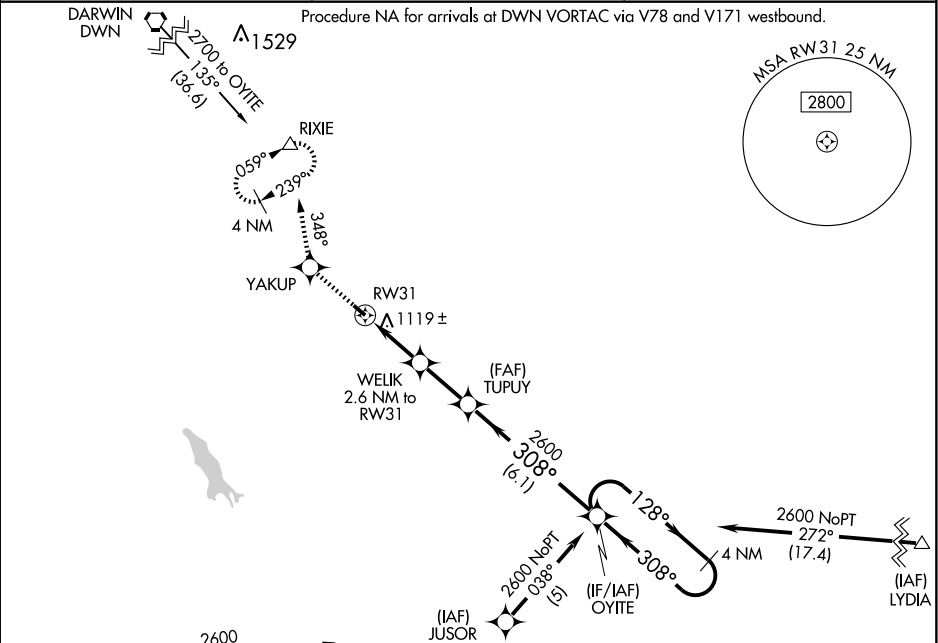 Procedure NA for arrivals at DWN VORTAC via V78 and V171 westbound.
DARWIN
DWN
1529
2700 to OYITE
135°
(36.6)
MSA RW31 25 NM
2800
RIXIE
059°
239°
4 NM
348°
YAKUP
RW31
1119 ±
WELIK
2.6 NM to
RW31
(FAF)
TUPUY
2600
308°
(6.1)
128°
308°
4 NM
2600 NoPT
272°
(17.4)
(IAF)
LYDIA
2600 NoPT
038°
(5)
(IF/IAF)
OYITE
(IAF)
JUSOR
2600